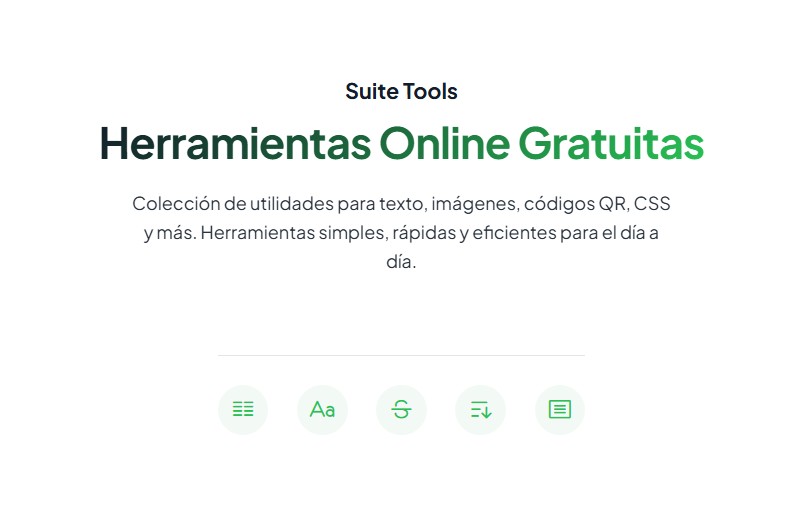 Suite Tools
Herramientas Online Gratuitas
Colección de utilidades para texto, imágenes, códigos QR, CSS
y más. Herramientas simples, rápidas y eficientes para el día a
día.
Aa